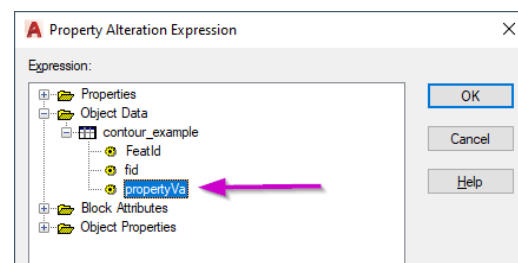 Property Alteration Expression
Expression:
Properties
OK
Object Data
contour_example
Cancel
FeatId
fid
Help
propertyVa
Block Attributes
Object Properties